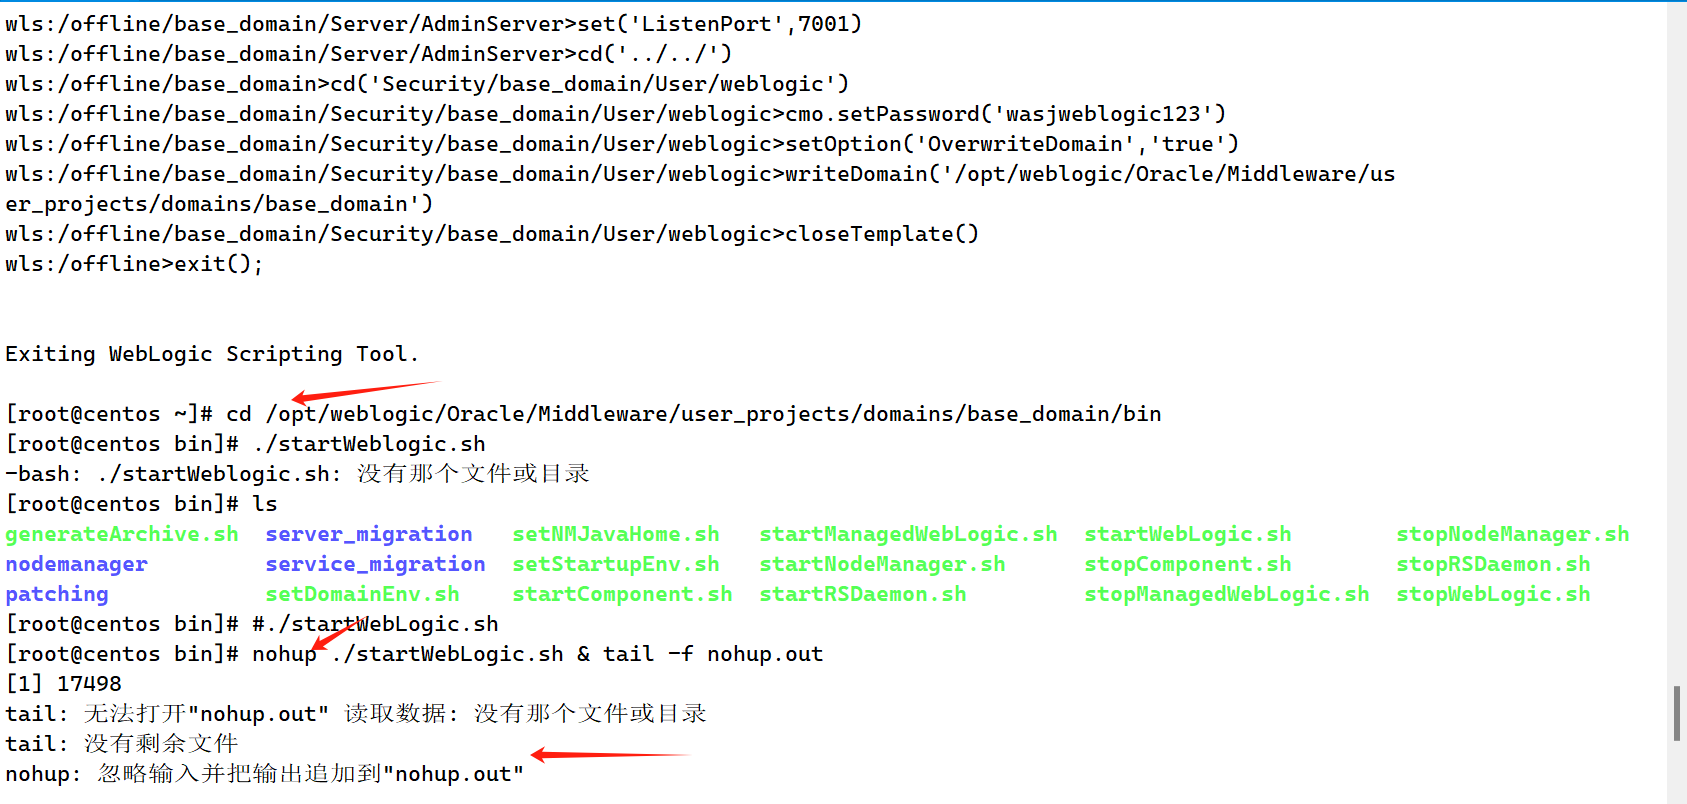 wls:/offline/base_domain/Server/AdminServer>set('ListenPort',7001)
wls:/offline/base_domain/Server/AdminServer>cd('../../')
wls:/offline/base_domain>cd('Security/base_domain/User/weblogic')
wls:/offline/base_domain/Security/base_domain/User/weblogic>cmo.setPassword('wasjweblogic123')
wls:/offline/base_domain/Security/base_domain/User/weblogic>setOption('OverwriteDomain','true')
wls:/offline/base_domain/Security/base_domain/User/weblogic>writeDomain('/opt/weblogic/Oracle/Middleware/us
er_projects/domains/base_domain')
wls:/offline/base_domain/Security/base_domain/User/weblogic>closeTemplate()
wls:/offline>exit();
Exiting WebLogic Scripting Tool.
[root@centos ~]# cd /opt/weblogic/Oracle/Middleware/user_projects/domains/base_domain/bin
[root@centos bin]# ./startWeblogic.sh
-bash: ./startWeblogic.sh: 没有那个文件或目录
[root@centos bin]# ls
generateArchive.sh  server_migration   setNMJavaHome.sh   startManagedWebLogic.sh  startWebLogic.sh        stopNodeManager.sh
nodemanager         service_migration  setStartupEnv.sh   startNodeManager.sh      stopComponent.sh        stopRSDaemon.sh
patching            setDomainEnv.sh    startComponent.sh  startRSDaemon.sh         stopManagedWebLogic.sh  stopWebLogic.sh
[root@centos bin]# #./startWebLogic.sh
[root@centos bin]# nohup ./startWebLogic.sh & tail -f nohup.out
[1] 17498
tail: 无法打开"nohup.out" 读取数据: 没有那个文件或目录
tail: 没有剩余文件
nohup: 忽略输入并把输出追加到"nohup.out"